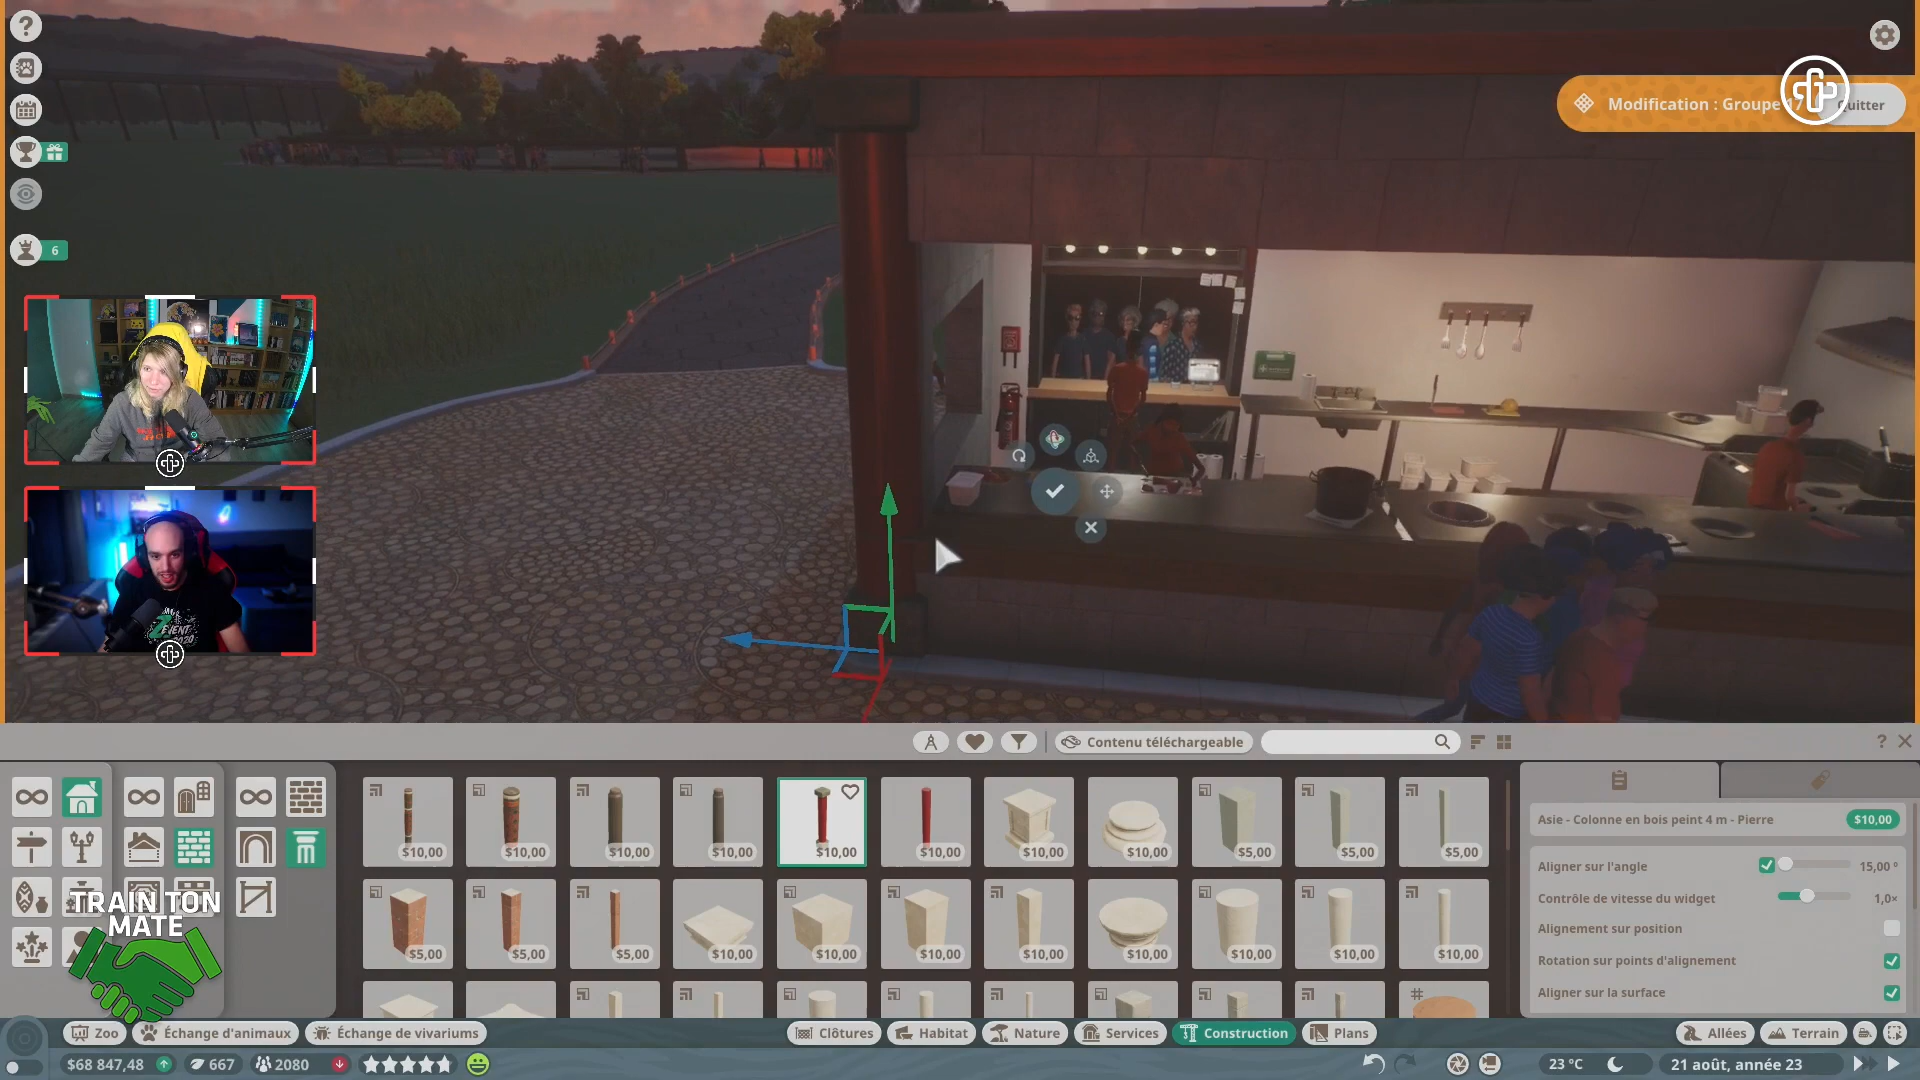 ?
Modification : Groupe 17
Quitter
6
Z
EVENT
2020
Contenu téléchargeable
? ×
$10,00 $10,00 $10,00 $10,00 $10,00 $10,00 $10,00 $10,00 $5,00 $5,00 $5,00
$5,00 $5,00 $5,00 $10,00 $10,00 $10,00 $10,00 $10,00 $10,00 $10,00 $10,00
Asie - Colonne en bois peint 4 m - Pierre $10,00
Aligner sur l'angle 15,00 °
Contrôle de vitesse du widget 1,0×
Alignement sur position
Rotation sur points d'alignement
Aligner sur la surface
TRAIN TON
MATE
Zoo Échange d'animaux Échange de vivariums Clôtures Habitat Nature Services Construction Plans Allées Terrain
$68 847,48 667 2080 23 °C 21 août, année 23